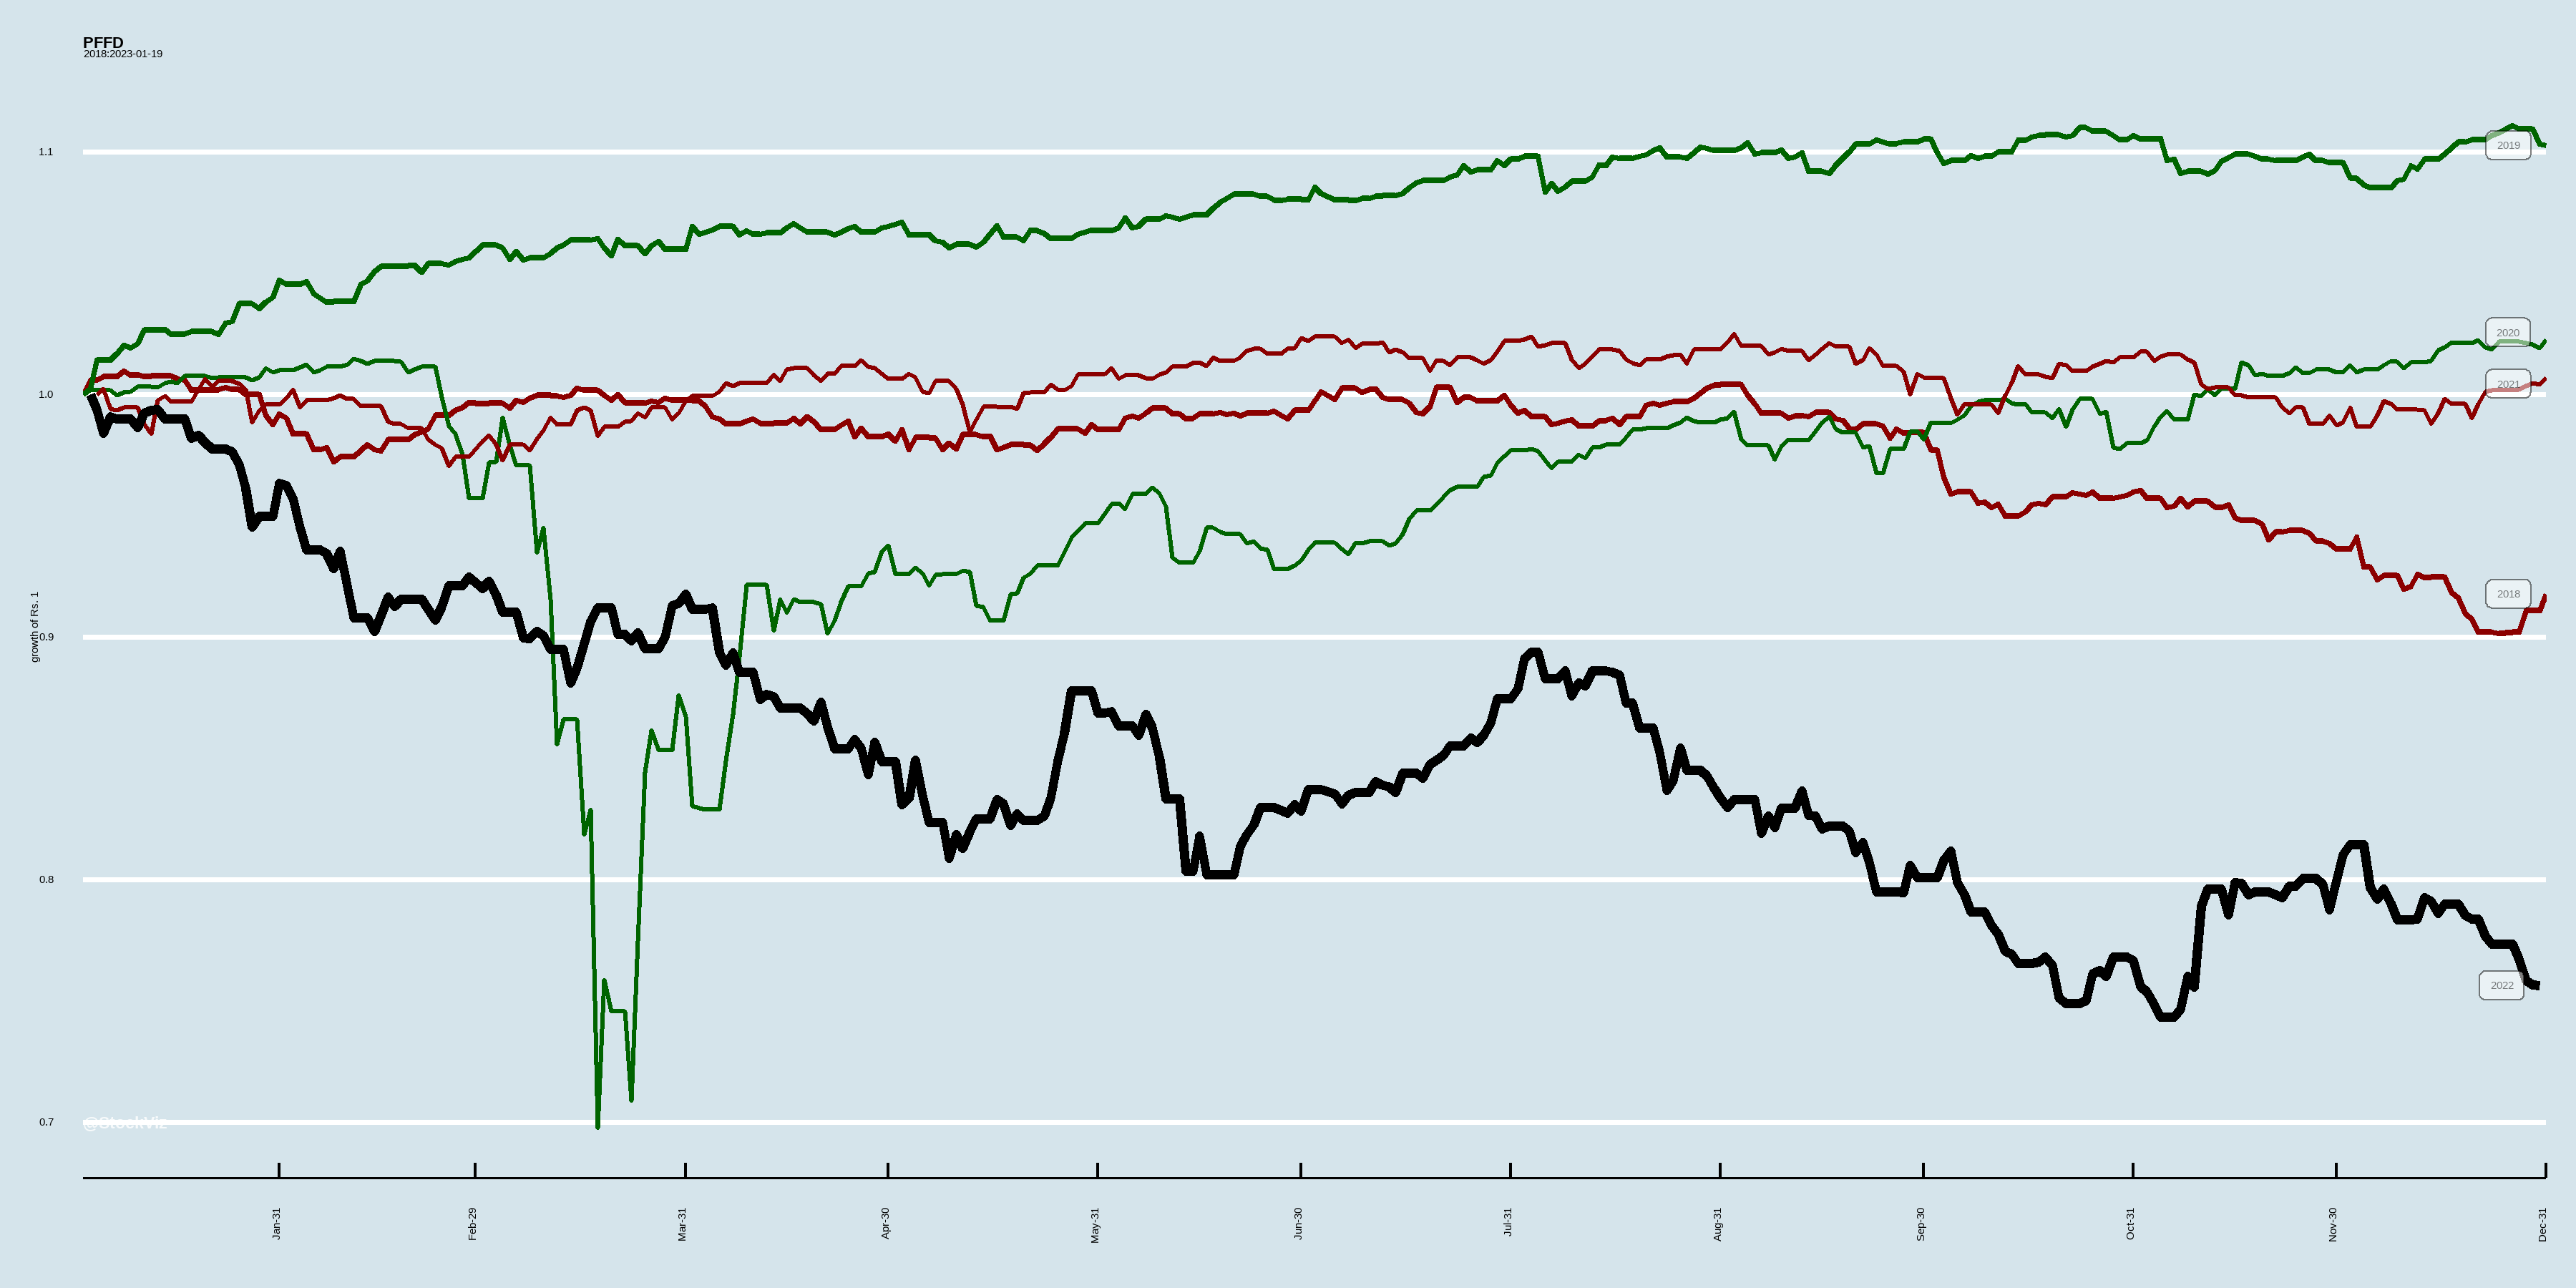 PFFD
2018:2023-01-19
growth of Rs. 1
1.1
1.0
0.9
0.8
0.7
2019
2020
2021
2018
2022
@StockViz
Jan-31
Feb-29
Mar-31
Apr-30
May-31
Jun-30
Jul-31
Aug-31
Sep-30
Oct-31
Nov-30
Dec-31